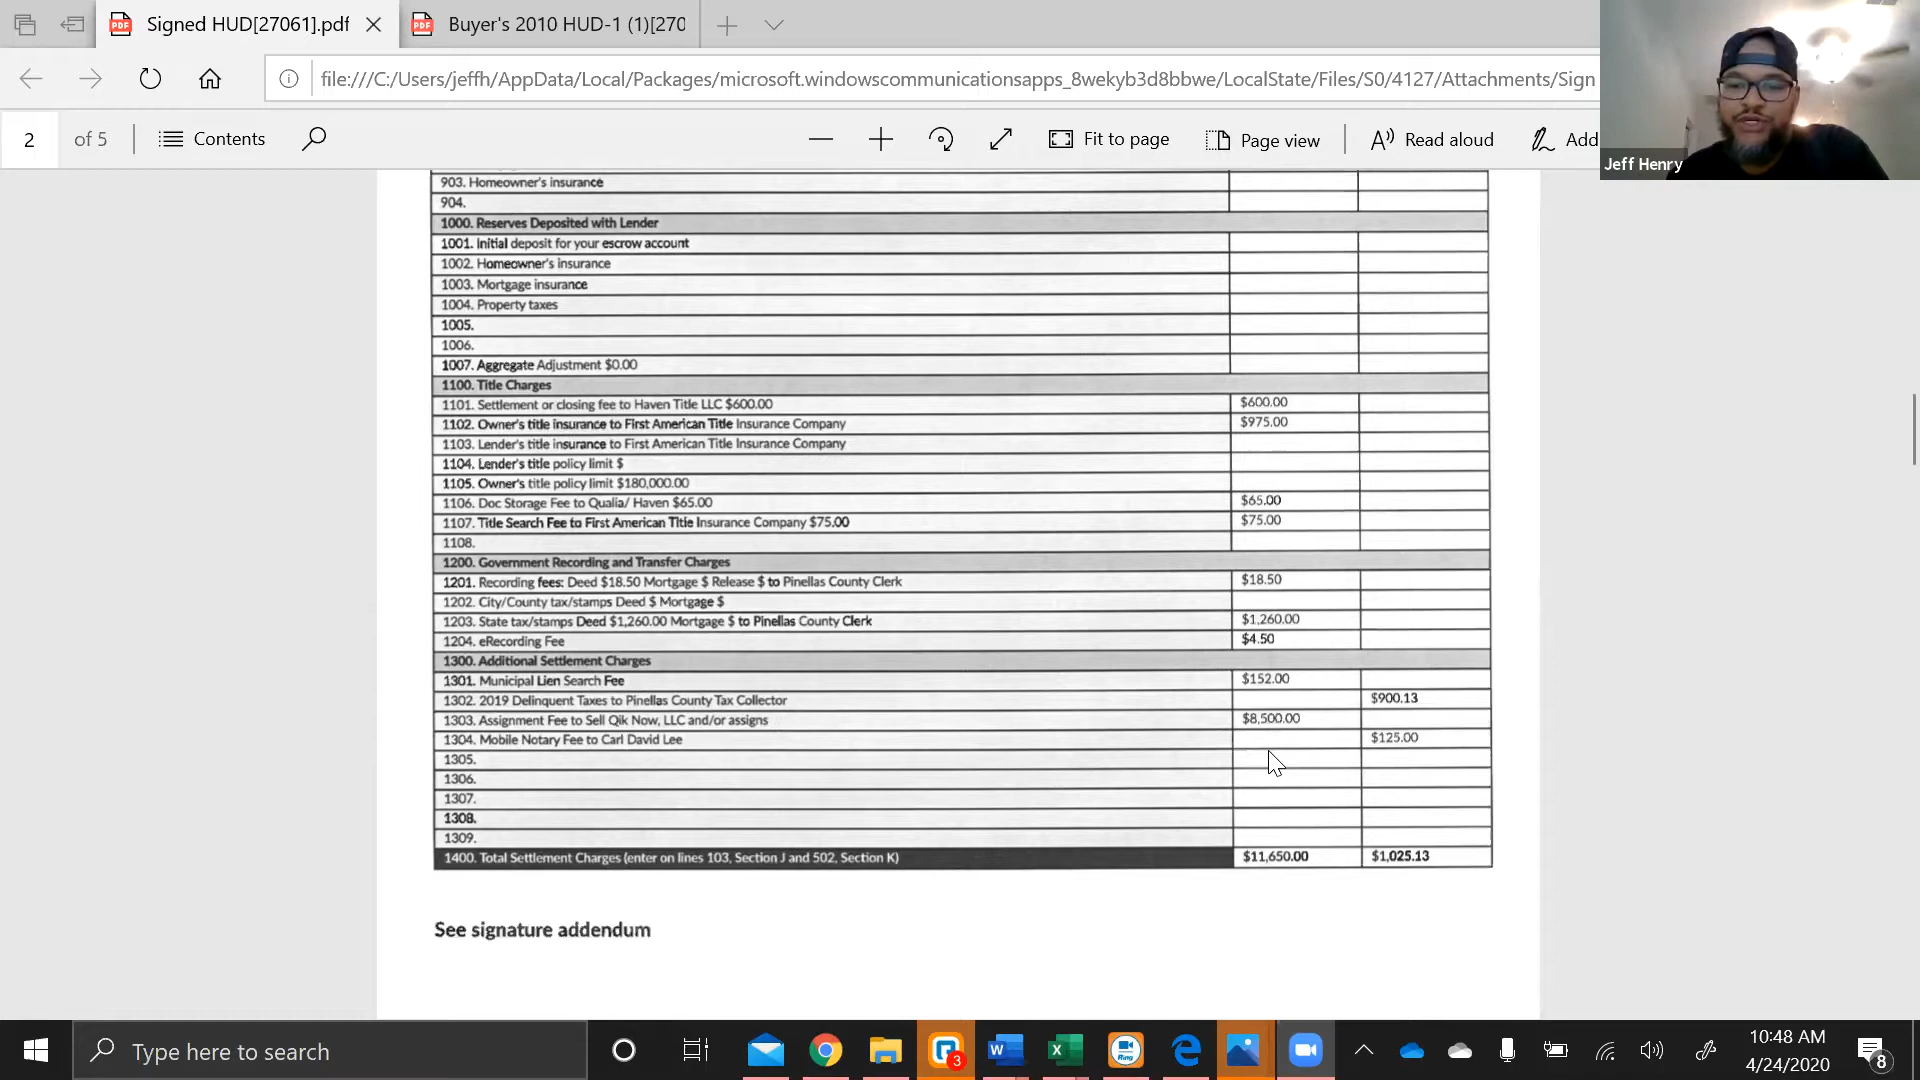 Signed HUD[27061].pdf
Buyer's 2010 HUD-1 (1)[270
file:///C:/Users/jeffh/AppData/Local/Packages/microsoft.windowscommunicationsapps_8wekyb3d8bbwe/LocalState/Files/S0/4127/Attachments/Sign
2 of 5 Contents Fit to page Page view Read aloud Add
Jeff Henry
903. Homeowner's insurance
904.
1000. Reserves Deposited with Lender
1001. Initial deposit for your escrow account
1002. Homeowner's insurance
1003. Mortgage insurance
1004. Property taxes
1005.
1006.
1007. Aggregate Adjustment $0.00
1100. Title Charges
1101. Settlement or closing fee to Haven Title LLC $600.00 $600.00
1102. Owner's title insurance to First American Title Insurance Company $975.00
1103. Lender's title insurance to First American Title Insurance Company
1104. Lender's title policy limit $
1105. Owner's title policy limit $180,000.00
1106. Doc Storage Fee to Qualia/ Haven $65.00 $65.00
1107. Title Search Fee to First American Title Insurance Company $75.00 $75.00
1108.
1200. Government Recording and Transfer Charges
1201. Recording fees: Deed $18.50 Mortgage $ Release $ to Pinellas County Clerk $18.50
1202. City/County tax/stamps Deed $ Mortgage $
1203. State tax/stamps Deed $1,260.00 Mortgage $ to Pinellas County Clerk $1,260.00
1204. eRecording Fee $4.50
1300. Additional Settlement Charges
1301. Municipal Lien Search Fee $152.00
1302. 2019 Delinquent Taxes to Pinellas County Tax Collector $900.13
1303. Assignment Fee to Sell Qik Now, LLC and/or assigns $8,500.00
1304. Mobile Notary Fee to Carl David Lee $125.00
1305.
1306.
1307.
1308.
1309.
1400. Total Settlement Charges (enter on lines 103, Section J and 502, Section K) $11,650.00 $1,025.13
See signature addendum
Type here to search
3
Ring
10:48 AM
4/24/2020
8